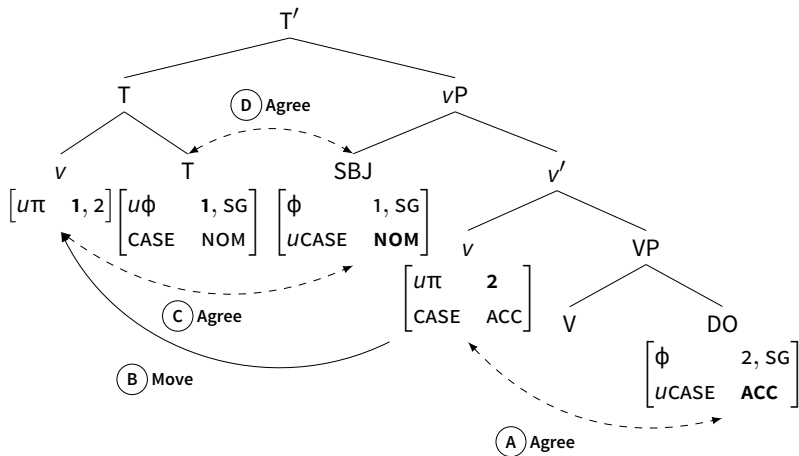 T′
T vP
D Agree
v T SBJ v′
[uπ 1, 2] [uϕ 1, SG [ϕ 1, SG
CASE NOM] uCASE NOM] v VP
[uπ 2
CASE ACC] V DO
C Agree
[ϕ 2, SG
B Move
uCASE ACC]
A Agree